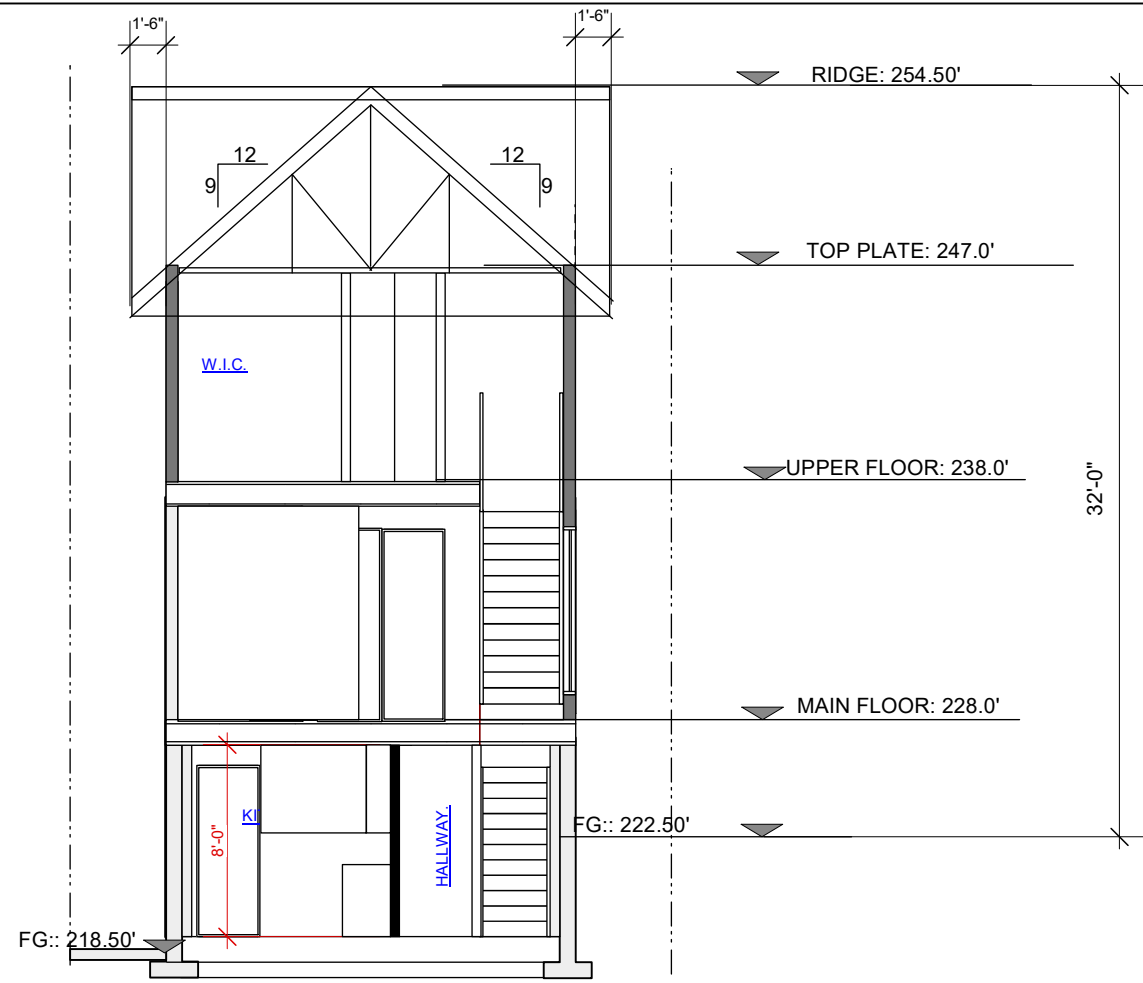 1'-6"
1'-6"
RIDGE: 254.50'
12
9
12
9
TOP PLATE: 247.0'
W.I.C.
UPPER FLOOR: 238.0'
32'-0"
MAIN FLOOR: 228.0'
8'-0"
KI
HALLWAY.
FG:: 222.50'
FG:: 218.50'